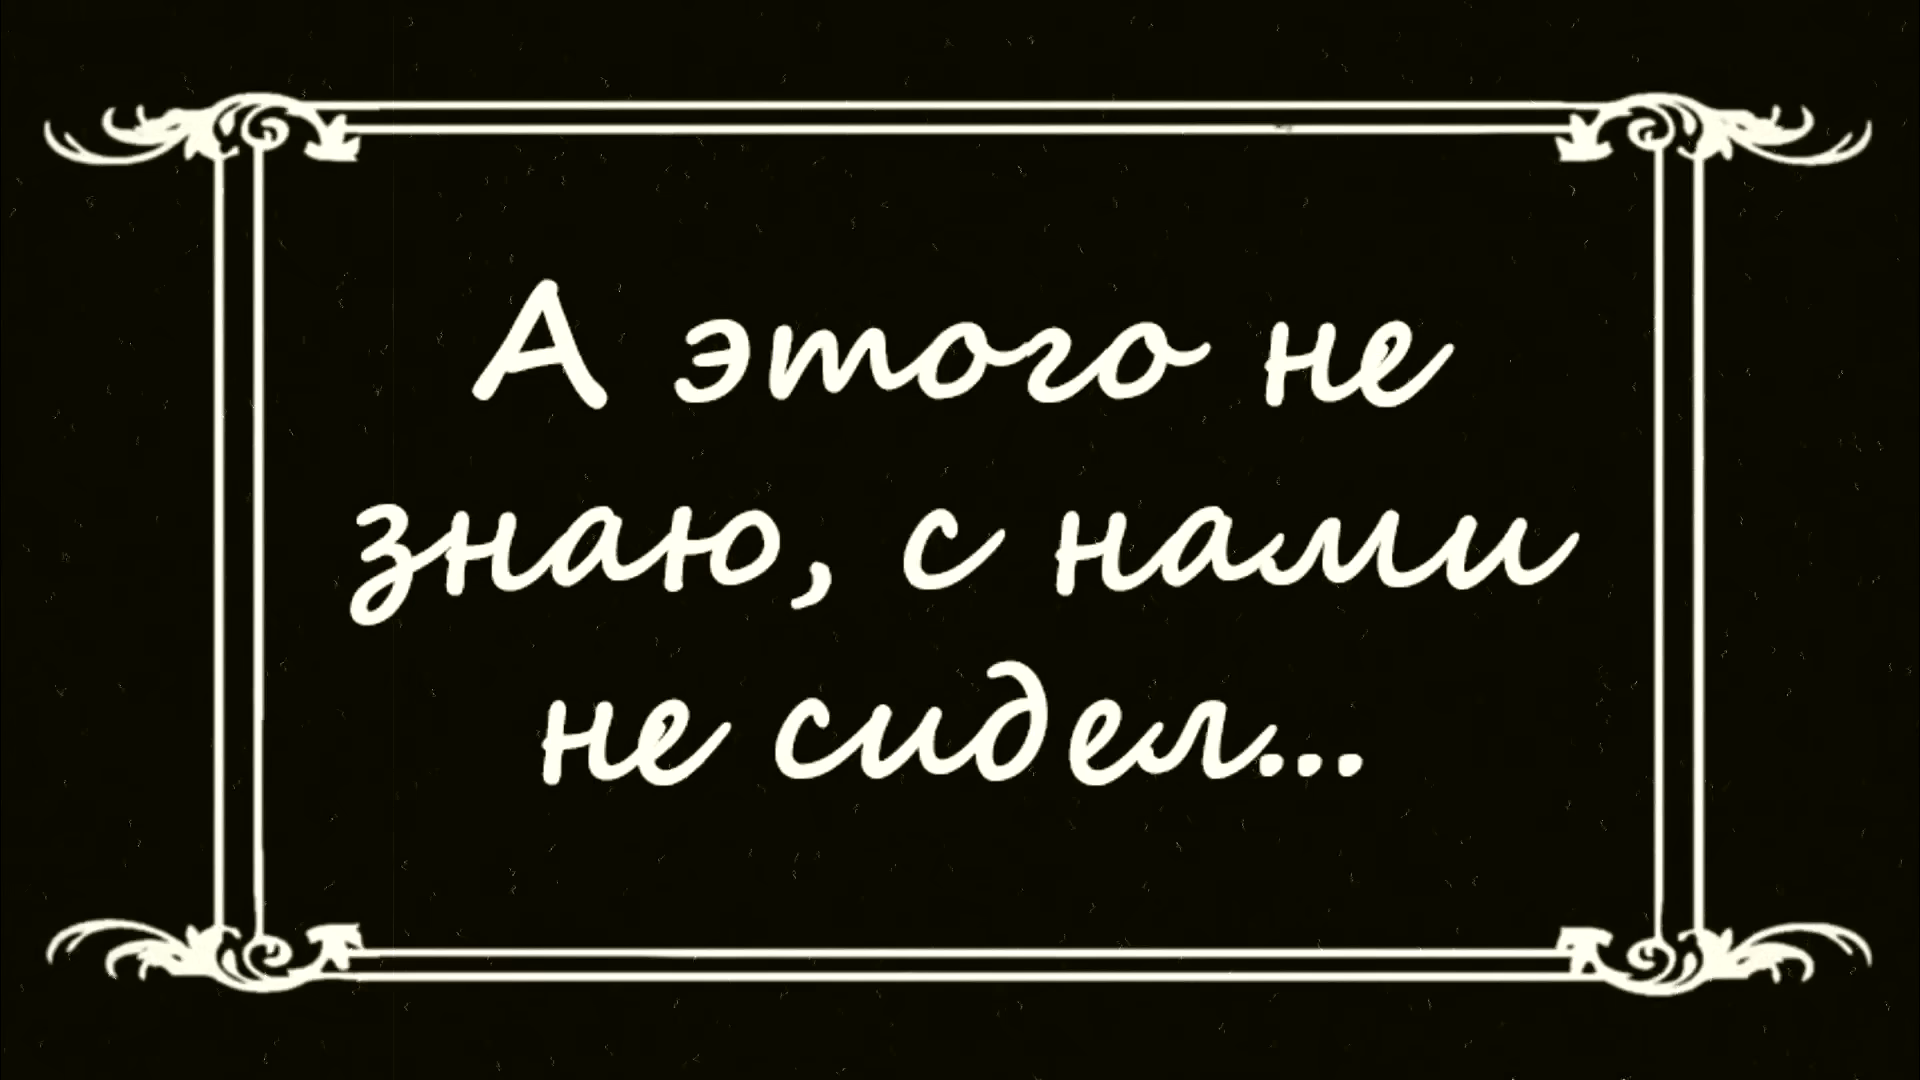 А этого не
знаю, с нами
не сидел...